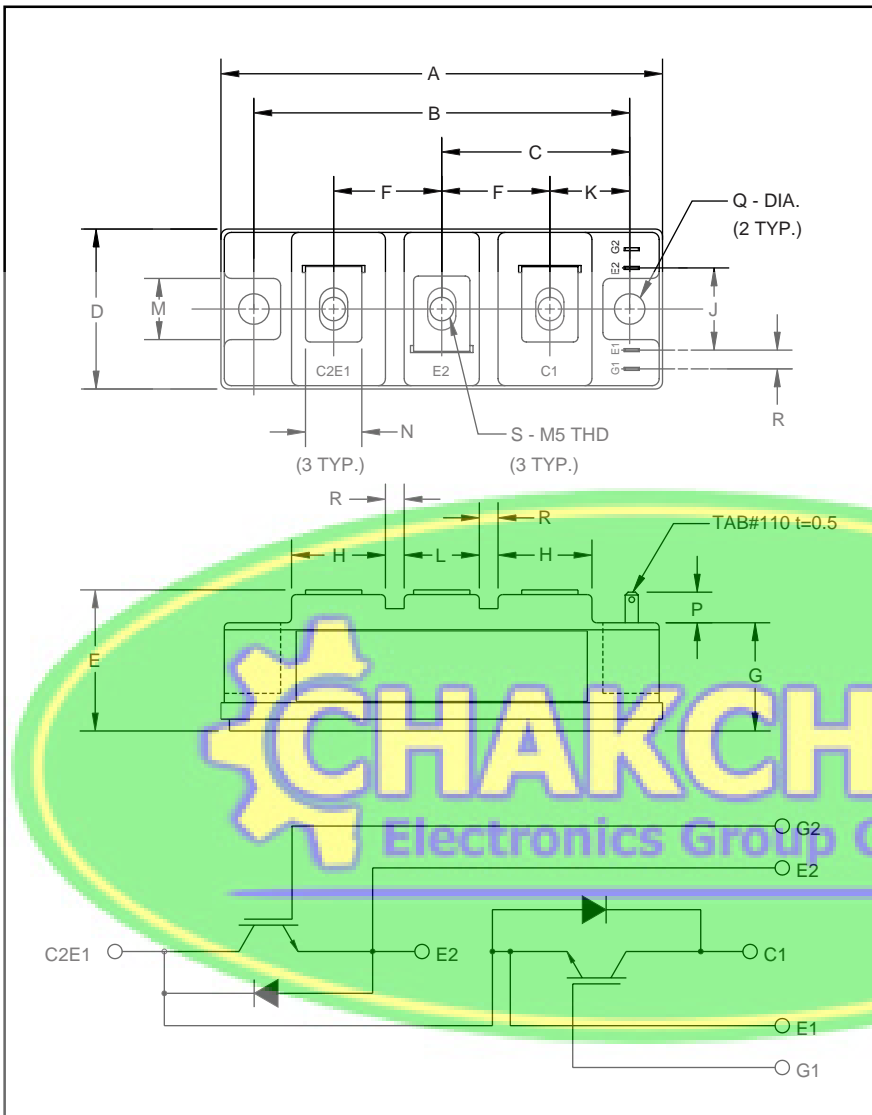 A
B
C
F F K
Q - DIA.
(2 TYP.)
G2
E2
D M J
E1
G1
C2E1 E2 C1
R
N S - M5 THD
(3 TYP.) (3 TYP.)
R
R
TAB#110 t=0.5
H L H
P
E G
CHAKCH
Electronics Group C
G2
E2
C2E1 E2 C1
E1
G1